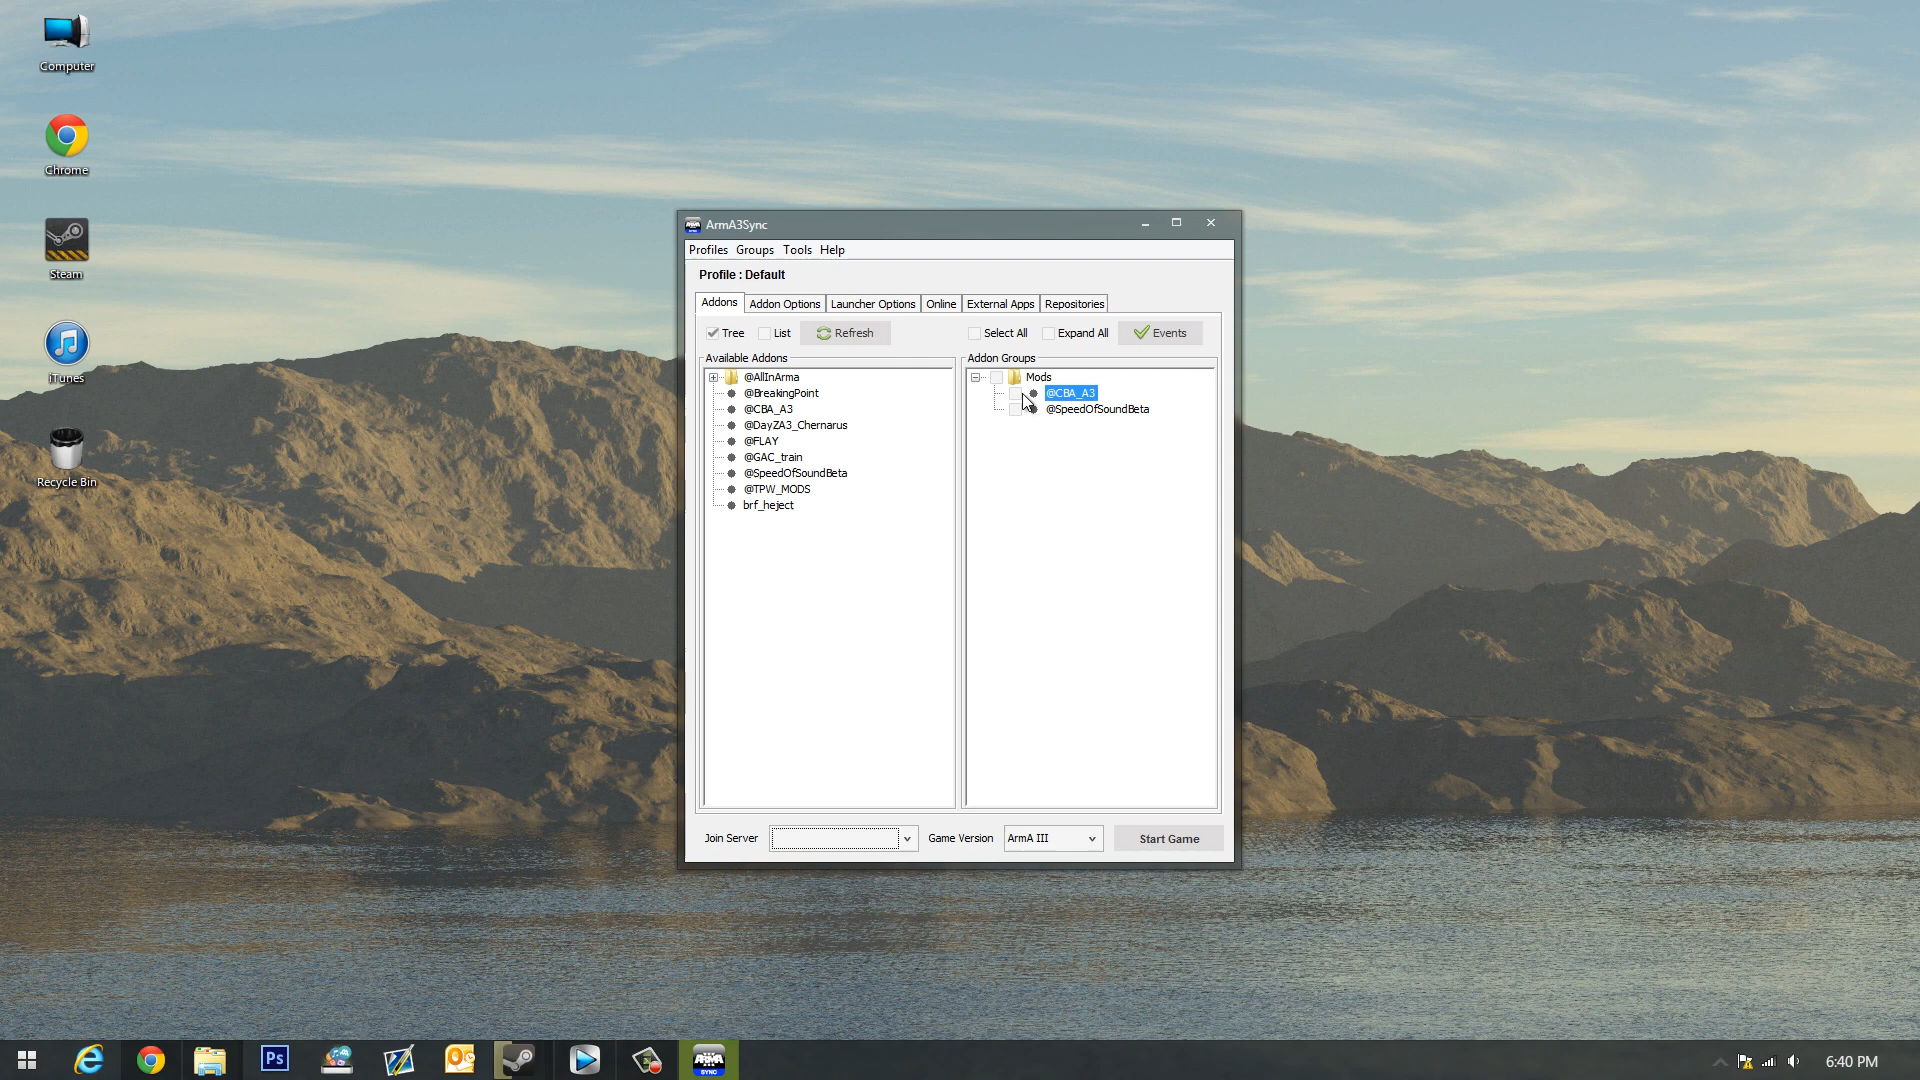 Computer
Chrome
Steam
iTunes
Recycle Bin
ArmA3Sync
Profiles Groups Tools Help
Profile : Default
Addons Addon Options Launcher Options Online External Apps Repositories
Tree List Refresh Select All Expand All Events
Available Addons
@AllInArma
@BreakingPoint
@CBA_A3
@DayZA3_Chernarus
@FLAY
@GAC_train
@SpeedOfSoundBeta
@TPW_MODS
brf_heject
Addon Groups
Mods
@CBA_A3
@SpeedOfSoundBeta
Join Server Game Version ArmA III Start Game
Ps
ARMA
SYNC
6:40 PM